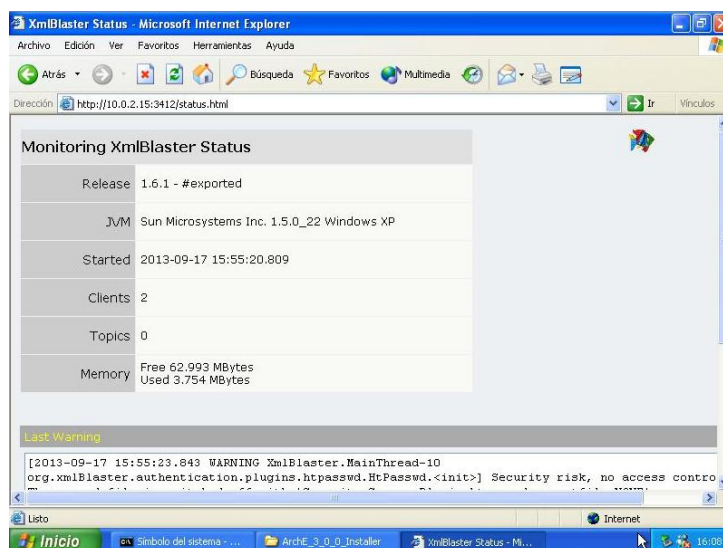 XmlBlaster Status - Microsoft Internet Explorer
Archivo Edición Ver Favoritos Herramientas Ayuda
Atrás Búsqueda Favoritos Multimedia
Dirección http://10.0.2.15:3412/status.html Ir Vínculos
Monitoring XmlBlaster Status
Release 1.6.1 - #exported
JVM Sun Microsystems Inc. 1.5.0_22 Windows XP
Started 2013-09-17 15:55:20.809
Clients 2
Topics 0
Memory Free 62.993 MBytes
Used 3.754 MBytes
Last Warning
[2013-09-17 15:55:23.843 WARNING XmlBlaster.MainThread-10
org.xmlBlaster.authentication.plugins.htpasswd.HtPasswd.<init>] Security risk, no access contro
Listo Internet
Inicio Símbolo del sistema - ... ArchE_3_0_0_Installer XmlBlaster Status - Mi... 16:08